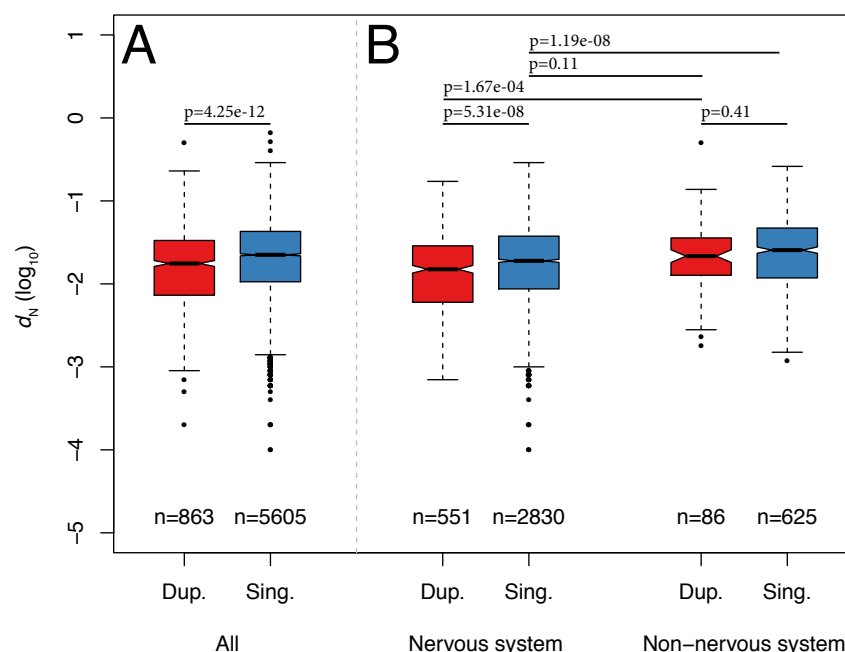 A
B
p=1.19e-08
p=0.11
p=1.67e-04
p=4.25e-12
p=5.31e-08
p=0.41
1
0
−1
−2
−3
−4
−5
dN (log10)
n=863
n=5605
n=551
n=2830
n=86
n=625
Dup.
Sing.
Dup.
Sing.
Dup.
Sing.
All
Nervous system
Non−nervous system